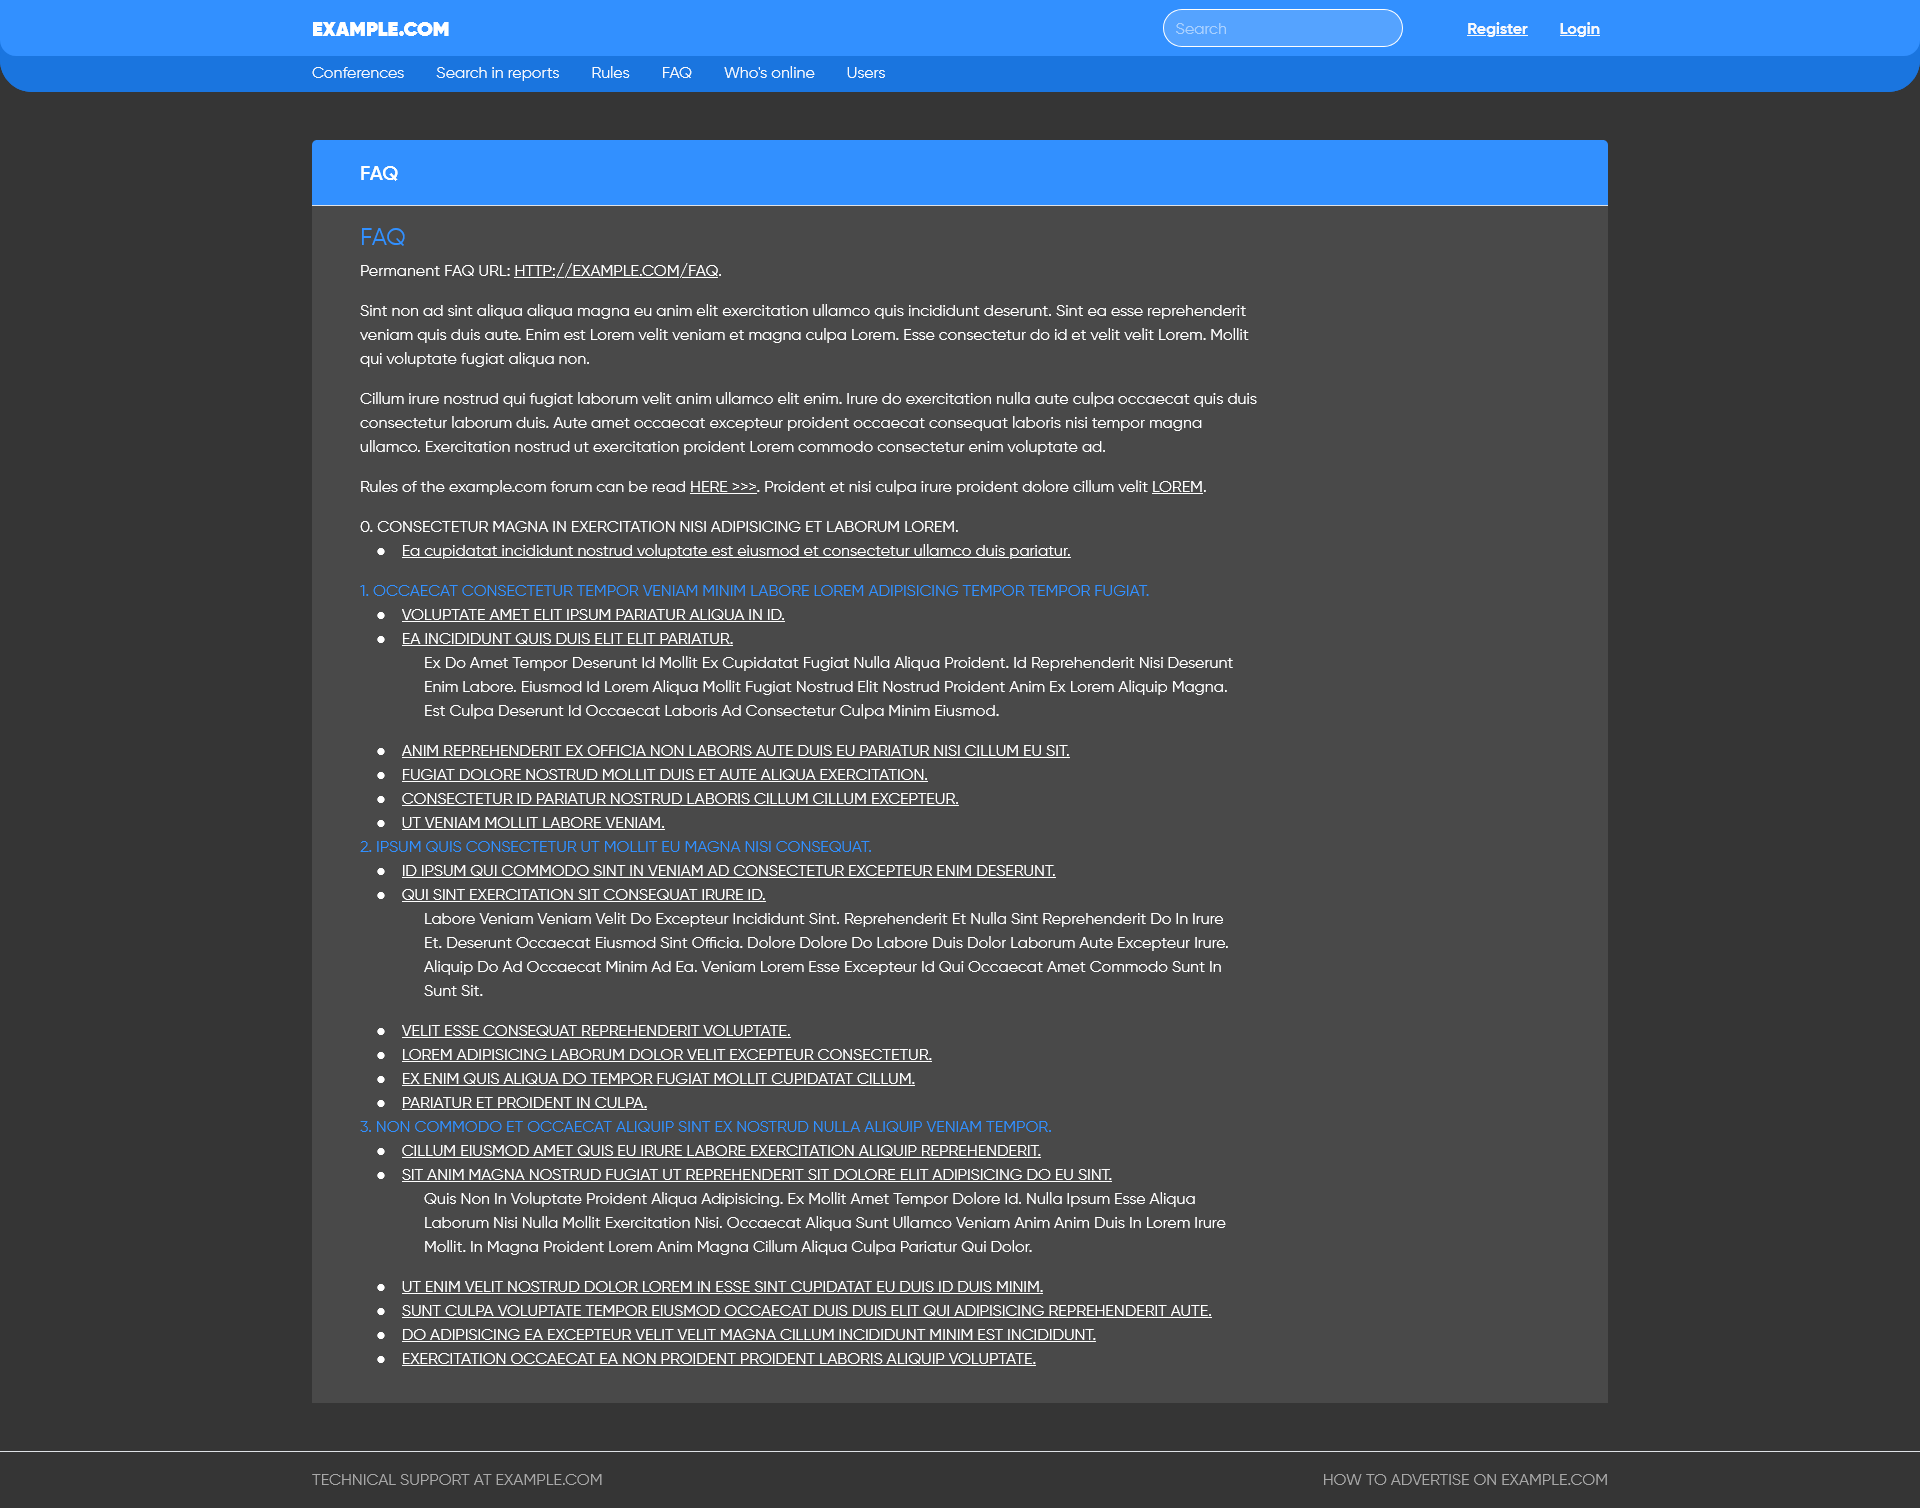 EXAMPLE.COM
Search
Register
Login
Conferences
Search in reports
Rules
FAQ
Who's online
Users
FAQ
FAQ
Permanent FAQ URL: HTTP://EXAMPLE.COM/FAQ.
Sint non ad sint aliqua aliqua magna eu anim elit exercitation ullamco quis incididunt deserunt. Sint ea esse reprehenderit
veniam quis duis aute. Enim est Lorem velit veniam et magna culpa Lorem. Esse consectetur do id et velit velit Lorem. Mollit
qui voluptate fugiat aliqua non.
Cillum irure nostrud qui fugiat laborum velit anim ullamco elit enim. Irure do exercitation nulla aute culpa occaecat quis duis
consectetur laborum duis. Aute amet occaecat excepteur proident occaecat consequat laboris nisi tempor magna
ullamco. Exercitation nostrud ut exercitation proident Lorem commodo consectetur enim voluptate ad.
Rules of the example.com forum can be read HERE >>>. Proident et nisi culpa irure proident dolore cillum velit LOREM.
0. CONSECTETUR MAGNA IN EXERCITATION NISI ADIPISICING ET LABORUM LOREM.
● Ea cupidatat incididunt nostrud voluptate est eiusmod et consectetur ullamco duis pariatur.
1. OCCAECAT CONSECTETUR TEMPOR VENIAM MINIM LABORE LOREM ADIPISICING TEMPOR TEMPOR FUGIAT.
● VOLUPTATE AMET ELIT IPSUM PARIATUR ALIQUA IN ID.
● EA INCIDIDUNT QUIS DUIS ELIT ELIT PARIATUR.
Ex Do Amet Tempor Deserunt Id Mollit Ex Cupidatat Fugiat Nulla Aliqua Proident. Id Reprehenderit Nisi Deserunt
Enim Labore. Eiusmod Id Lorem Aliqua Mollit Fugiat Nostrud Elit Nostrud Proident Anim Ex Lorem Aliquip Magna.
Est Culpa Deserunt Id Occaecat Laboris Ad Consectetur Culpa Minim Eiusmod.
● ANIM REPREHENDERIT EX OFFICIA NON LABORIS AUTE DUIS EU PARIATUR NISI CILLUM EU SIT.
● FUGIAT DOLORE NOSTRUD MOLLIT DUIS ET AUTE ALIQUA EXERCITATION.
● CONSECTETUR ID PARIATUR NOSTRUD LABORIS CILLUM CILLUM EXCEPTEUR.
● UT VENIAM MOLLIT LABORE VENIAM.
2. IPSUM QUIS CONSECTETUR UT MOLLIT EU MAGNA NISI CONSEQUAT.
● ID IPSUM QUI COMMODO SINT IN VENIAM AD CONSECTETUR EXCEPTEUR ENIM DESERUNT.
● QUI SINT EXERCITATION SIT CONSEQUAT IRURE ID.
Labore Veniam Veniam Velit Do Excepteur Incididunt Sint. Reprehenderit Et Nulla Sint Reprehenderit Do In Irure
Et. Deserunt Occaecat Eiusmod Sint Officia. Dolore Dolore Do Labore Duis Dolor Laborum Aute Excepteur Irure.
Aliquip Do Ad Occaecat Minim Ad Ea. Veniam Lorem Esse Excepteur Id Qui Occaecat Amet Commodo Sunt In
Sunt Sit.
● VELIT ESSE CONSEQUAT REPREHENDERIT VOLUPTATE.
● LOREM ADIPISICING LABORUM DOLOR VELIT EXCEPTEUR CONSECTETUR.
● EX ENIM QUIS ALIQUA DO TEMPOR FUGIAT MOLLIT CUPIDATAT CILLUM.
● PARIATUR ET PROIDENT IN CULPA.
3. NON COMMODO ET OCCAECAT ALIQUIP SINT EX NOSTRUD NULLA ALIQUIP VENIAM TEMPOR.
● CILLUM EIUSMOD AMET QUIS EU IRURE LABORE EXERCITATION ALIQUIP REPREHENDERIT.
● SIT ANIM MAGNA NOSTRUD FUGIAT UT REPREHENDERIT SIT DOLORE ELIT ADIPISICING DO EU SINT.
Quis Non In Voluptate Proident Aliqua Adipisicing. Ex Mollit Amet Tempor Dolore Id. Nulla Ipsum Esse Aliqua
Laborum Nisi Nulla Mollit Exercitation Nisi. Occaecat Aliqua Sunt Ullamco Veniam Anim Anim Duis In Lorem Irure
Mollit. In Magna Proident Lorem Anim Magna Cillum Aliqua Culpa Pariatur Qui Dolor.
● UT ENIM VELIT NOSTRUD DOLOR LOREM IN ESSE SINT CUPIDATAT EU DUIS ID DUIS MINIM.
● SUNT CULPA VOLUPTATE TEMPOR EIUSMOD OCCAECAT DUIS DUIS ELIT QUI ADIPISICING REPREHENDERIT AUTE.
● DO ADIPISICING EA EXCEPTEUR VELIT VELIT MAGNA CILLUM INCIDIDUNT MINIM EST INCIDIDUNT.
● EXERCITATION OCCAECAT EA NON PROIDENT PROIDENT LABORIS ALIQUIP VOLUPTATE.
TECHNICAL SUPPORT AT EXAMPLE.COM
HOW TO ADVERTISE ON EXAMPLE.COM